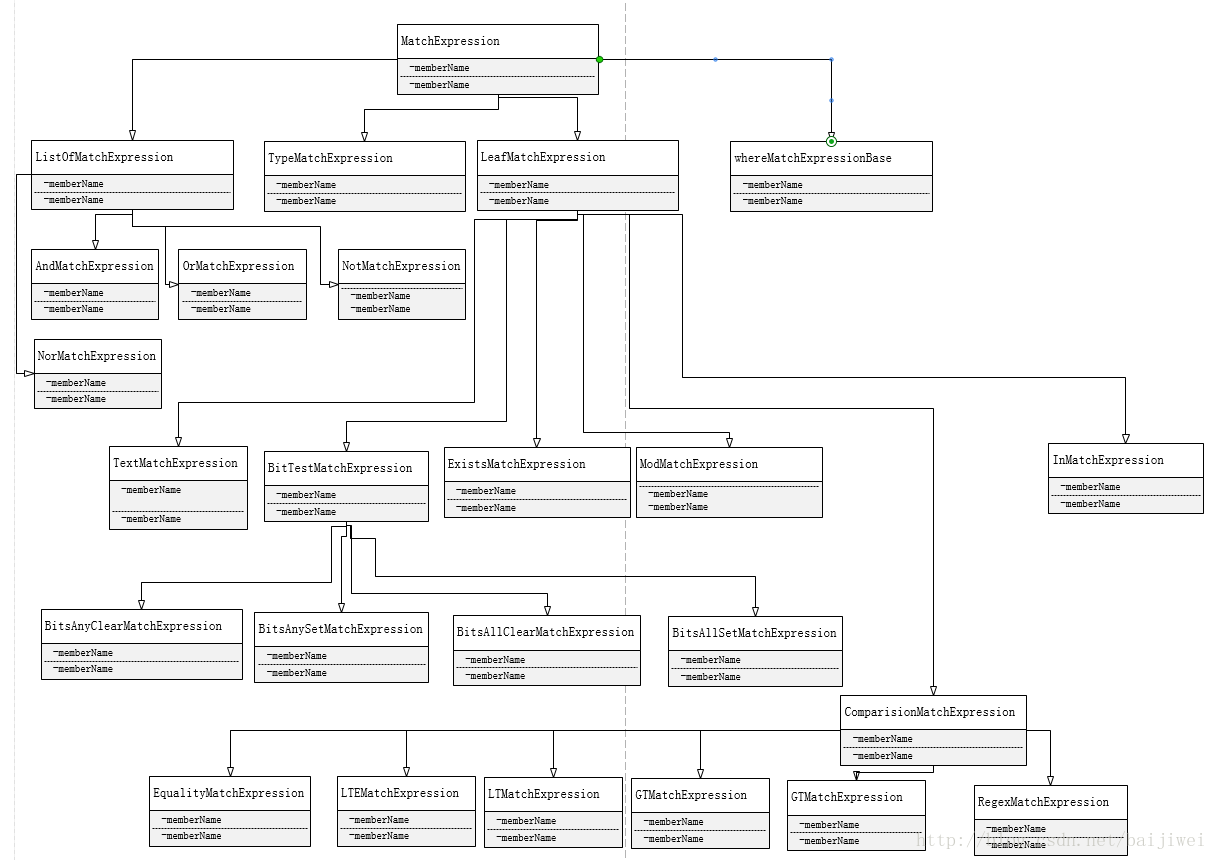 MatchExpression
-memberName
-memberName
ListOfMatchExpression
-memberName
-memberName
TypeMatchExpression
-memberName
-memberName
LeafMatchExpression
-memberName
-memberName
whereMatchExpressionBase
-memberName
-memberName
AndMatchExpression
-memberName
-memberName
OrMatchExpression
-memberName
-memberName
NotMatchExpression
-memberName
-memberName
NorMatchExpression
-memberName
-memberName
TextMatchExpression
-memberName
-memberName
BitTestMatchExpression
-memberName
-memberName
ExistsMatchExpression
-memberName
-memberName
ModMatchExpression
-memberName
-memberName
InMatchExpression
-memberName
-memberName
BitsAnyClearMatchExpression
-memberName
-memberName
BitsAnySetMatchExpression
-memberName
-memberName
BitsAllClearMatchExpression
-memberName
-memberName
BitsAllSetMatchExpression
-memberName
-memberName
ComparisionMatchExpression
-memberName
-memberName
EqualityMatchExpression
-memberName
-memberName
LTEMatchExpression
-memberName
-memberName
LTMatchExpression
-memberName
-memberName
GTMatchExpression
-memberName
-memberName
GTMatchExpression
-memberName
-memberName
RegexMatchExpression
-memberName
-memberName
http://blog.csdn.net/baijiwei